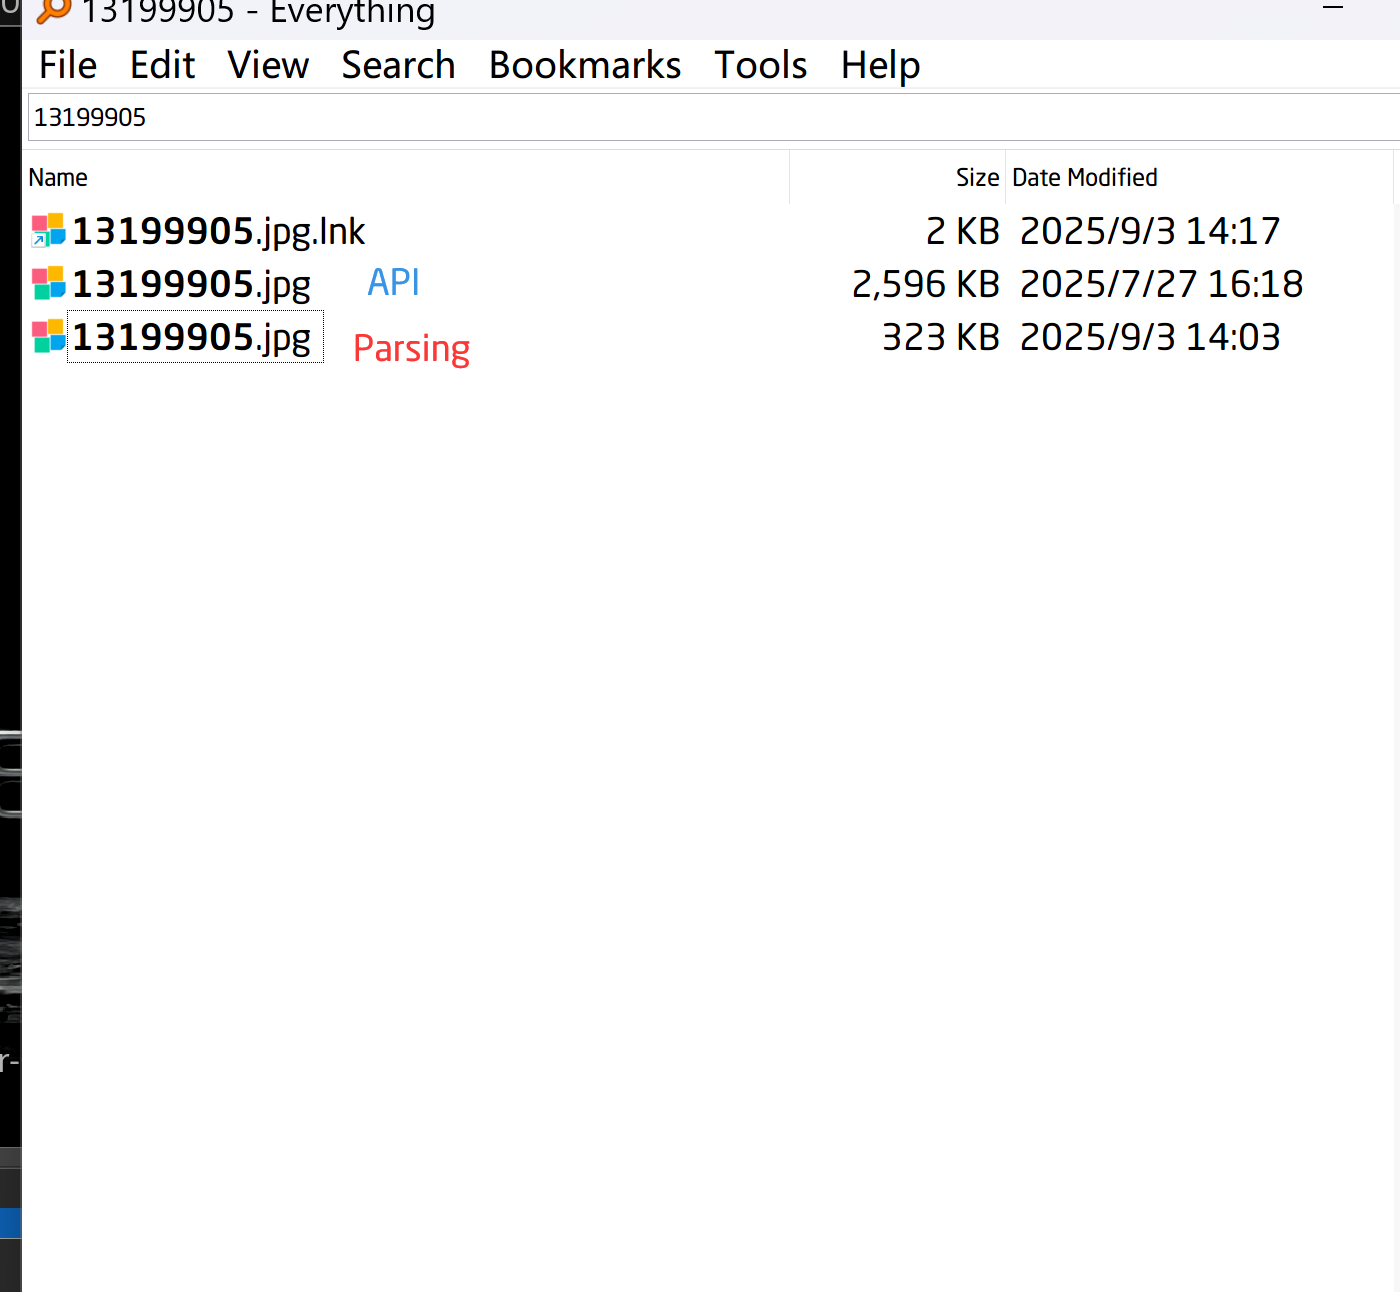 13199905 - Everything
File Edit View Search Bookmarks Tools Help
13199905
Name Size Date Modified
13199905.jpg.lnk 2 KB 2025/9/3 14:17
13199905.jpg API 2,596 KB 2025/7/27 16:18
13199905.jpg Parsing 323 KB 2025/9/3 14:03
r-